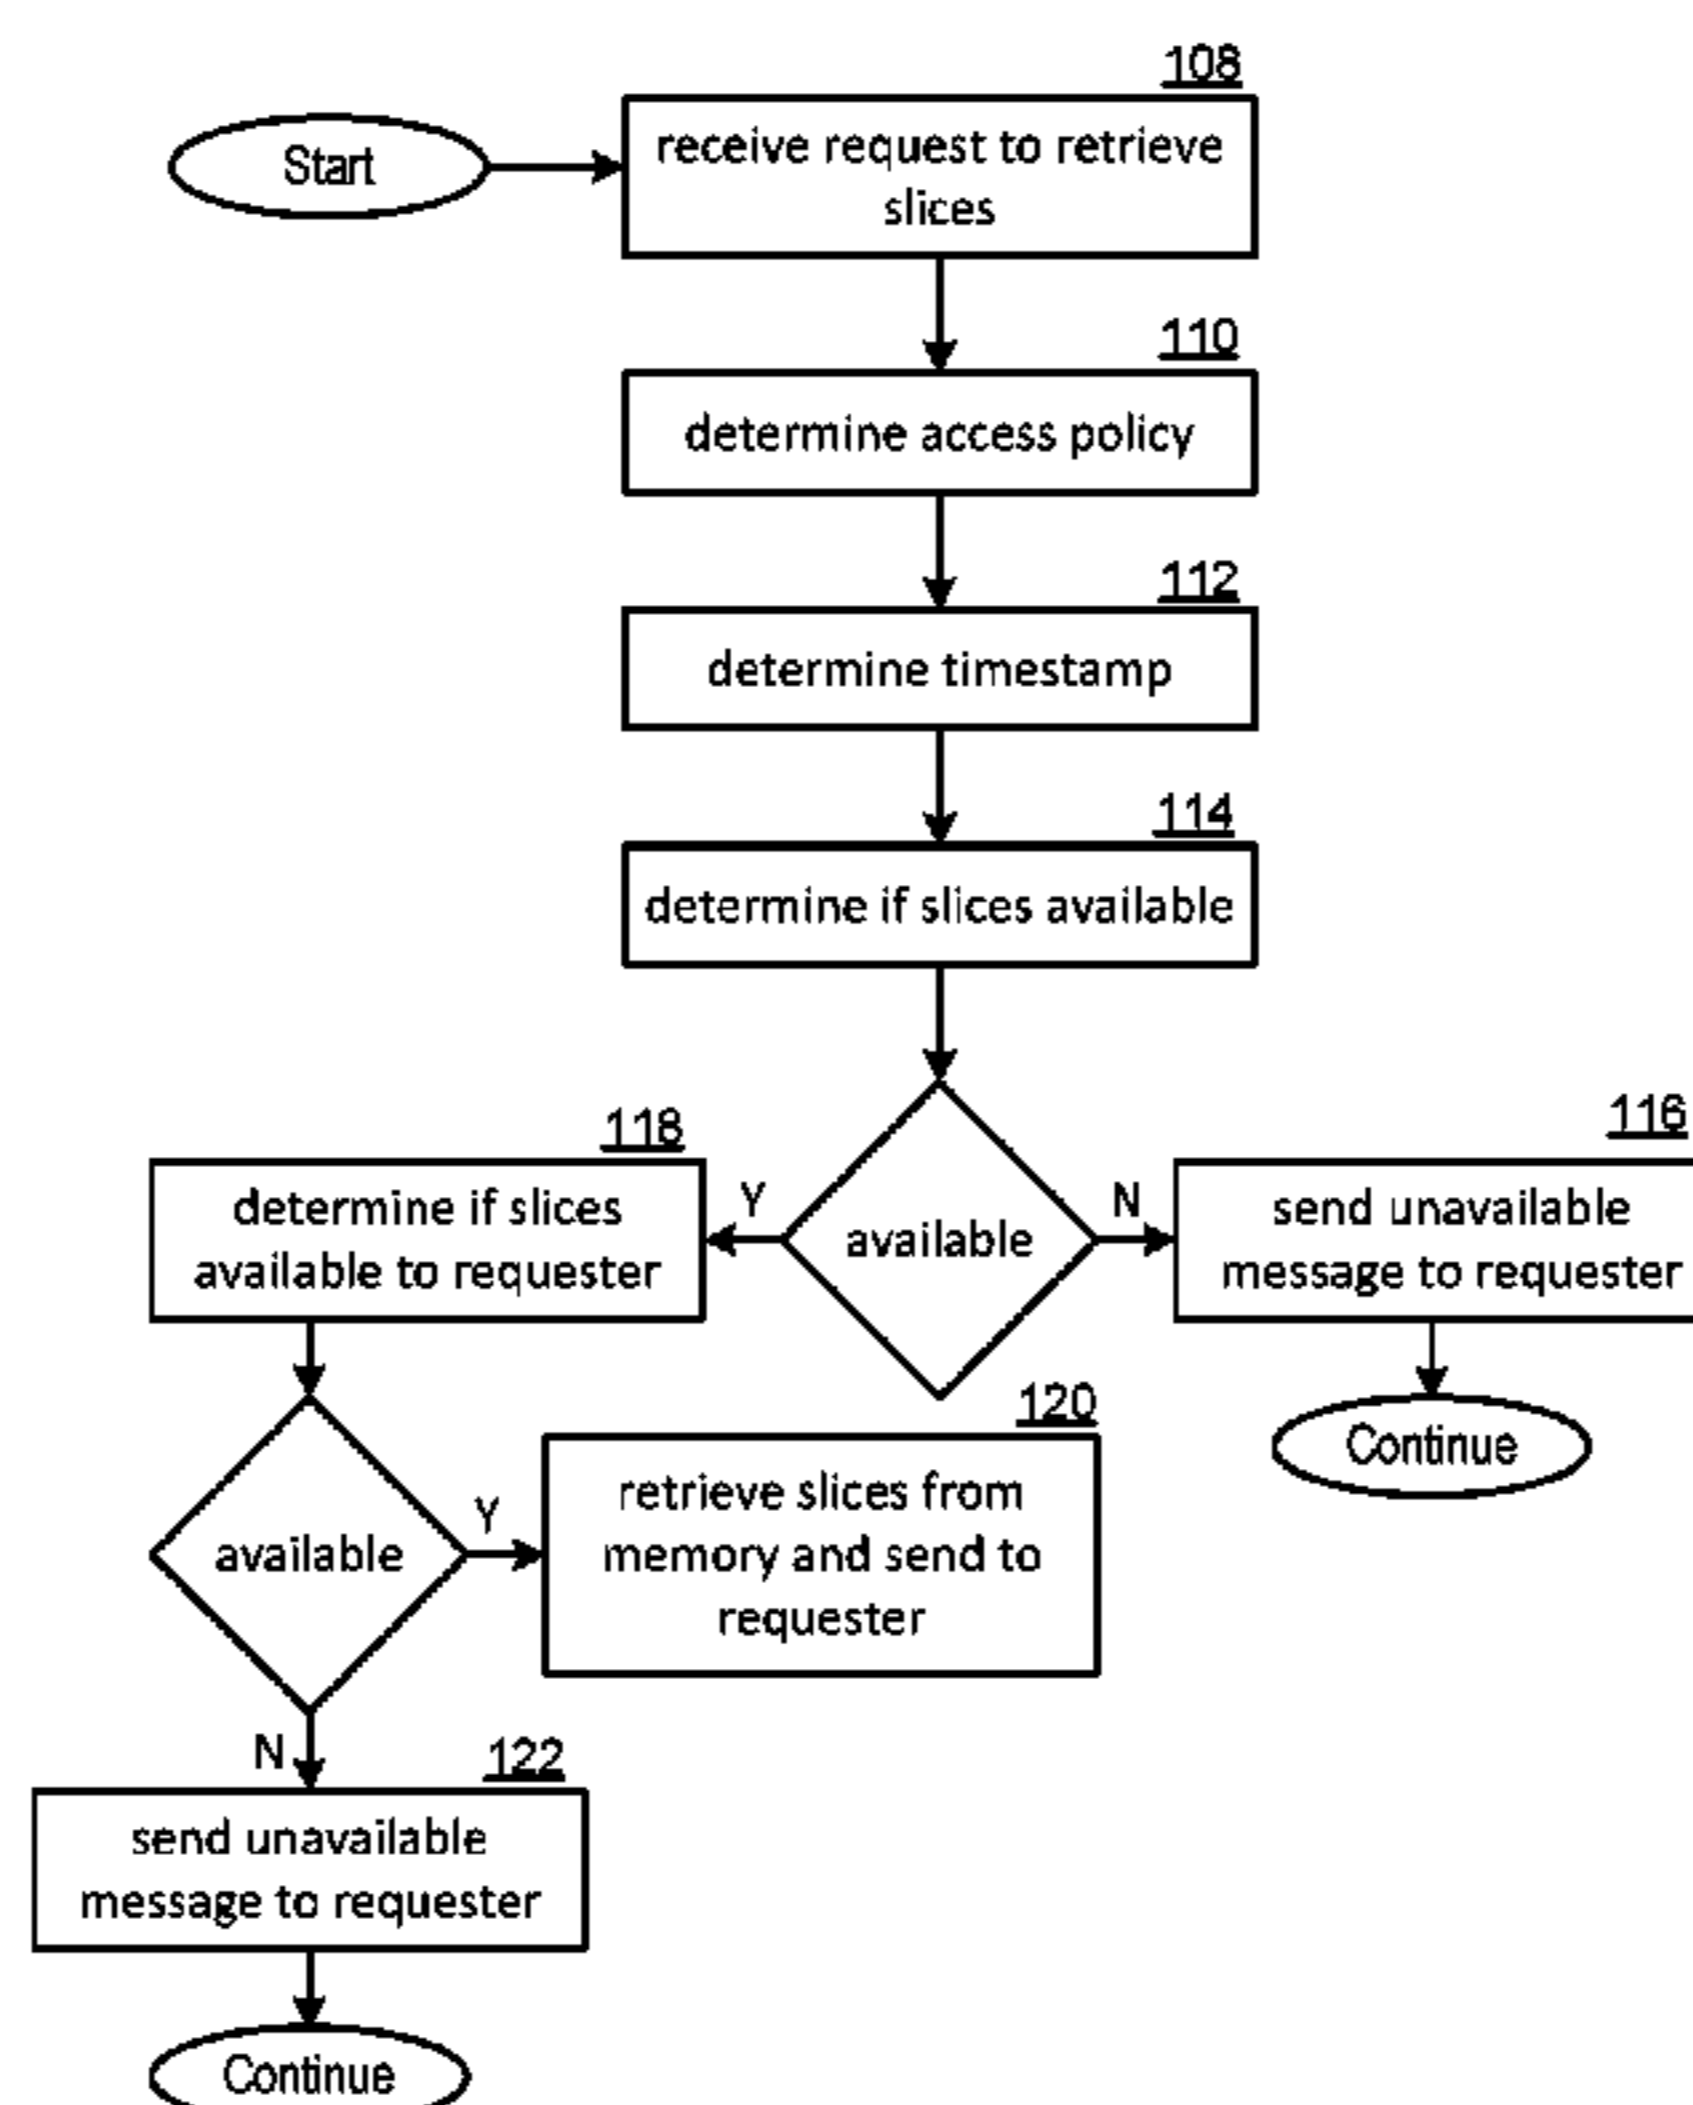 108
Start
receive request to retrieve
slices
110
determine access policy
112
determine timestamp
114
determine if slices available
118
116
determine if slices
available to requester
Y
available
N
send unavailable
message to requester
120
Continue
available
Y
retrieve slices from
memory and send to
requester
N
122
send unavailable
message to requester
Continue